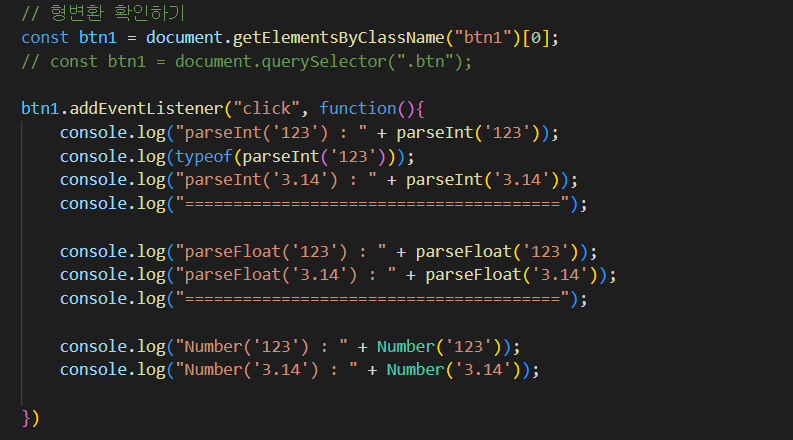 // 형변환 확인하기
const btn1 = document.getElementsByClassName("btn1")[0];
// const btn1 = document.querySelector(".btn");
btn1.addEventListener("click", function(){
console.log("parseInt('123') : " + parseInt('123'));
console.log(typeof(parseInt('123')));
console.log("parseInt('3.14') : " + parseInt('3.14'));
console.log("=======================================");
console.log("parseFloat('123') : " + parseFloat('123'));
console.log("parseFloat('3.14') : " + parseFloat('3.14'));
console.log("=======================================");
console.log("Number('123') : " + Number('123'));
console.log("Number('3.14') : " + Number('3.14'));
})